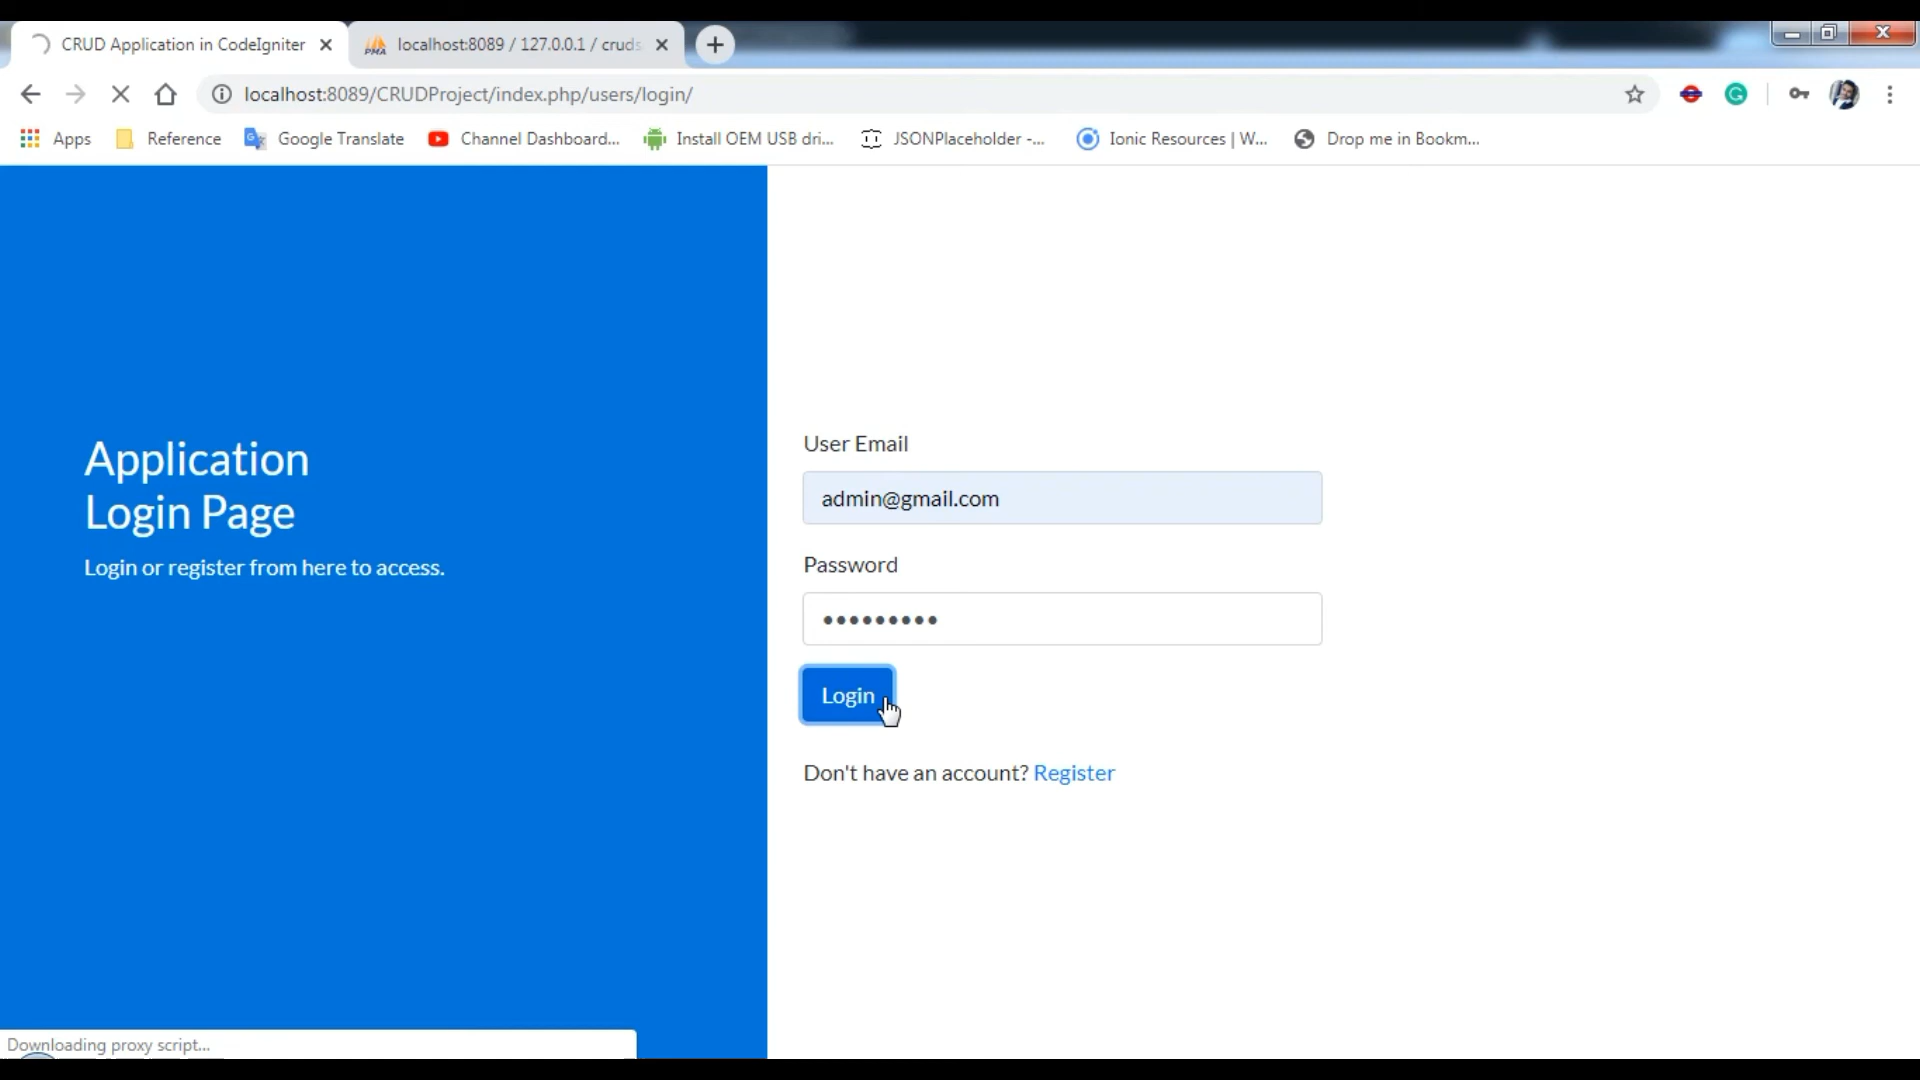 CRUD Application in CodeIgniter
PMA localhost:8089 / 127.0.0.1 / cruds
localhost:8089/CRUDProject/index.php/users/login/
Apps Reference Google Translate Channel Dashboard... Install OEM USB dri... JSONPlaceholder -... Ionic Resources | W... Drop me in Bookm...
Application
Login Page
Login or register from here to access.
User Email
admin@gmail.com
Password
•••••••••
Login
Don't have an account? Register
Downloading proxy script...